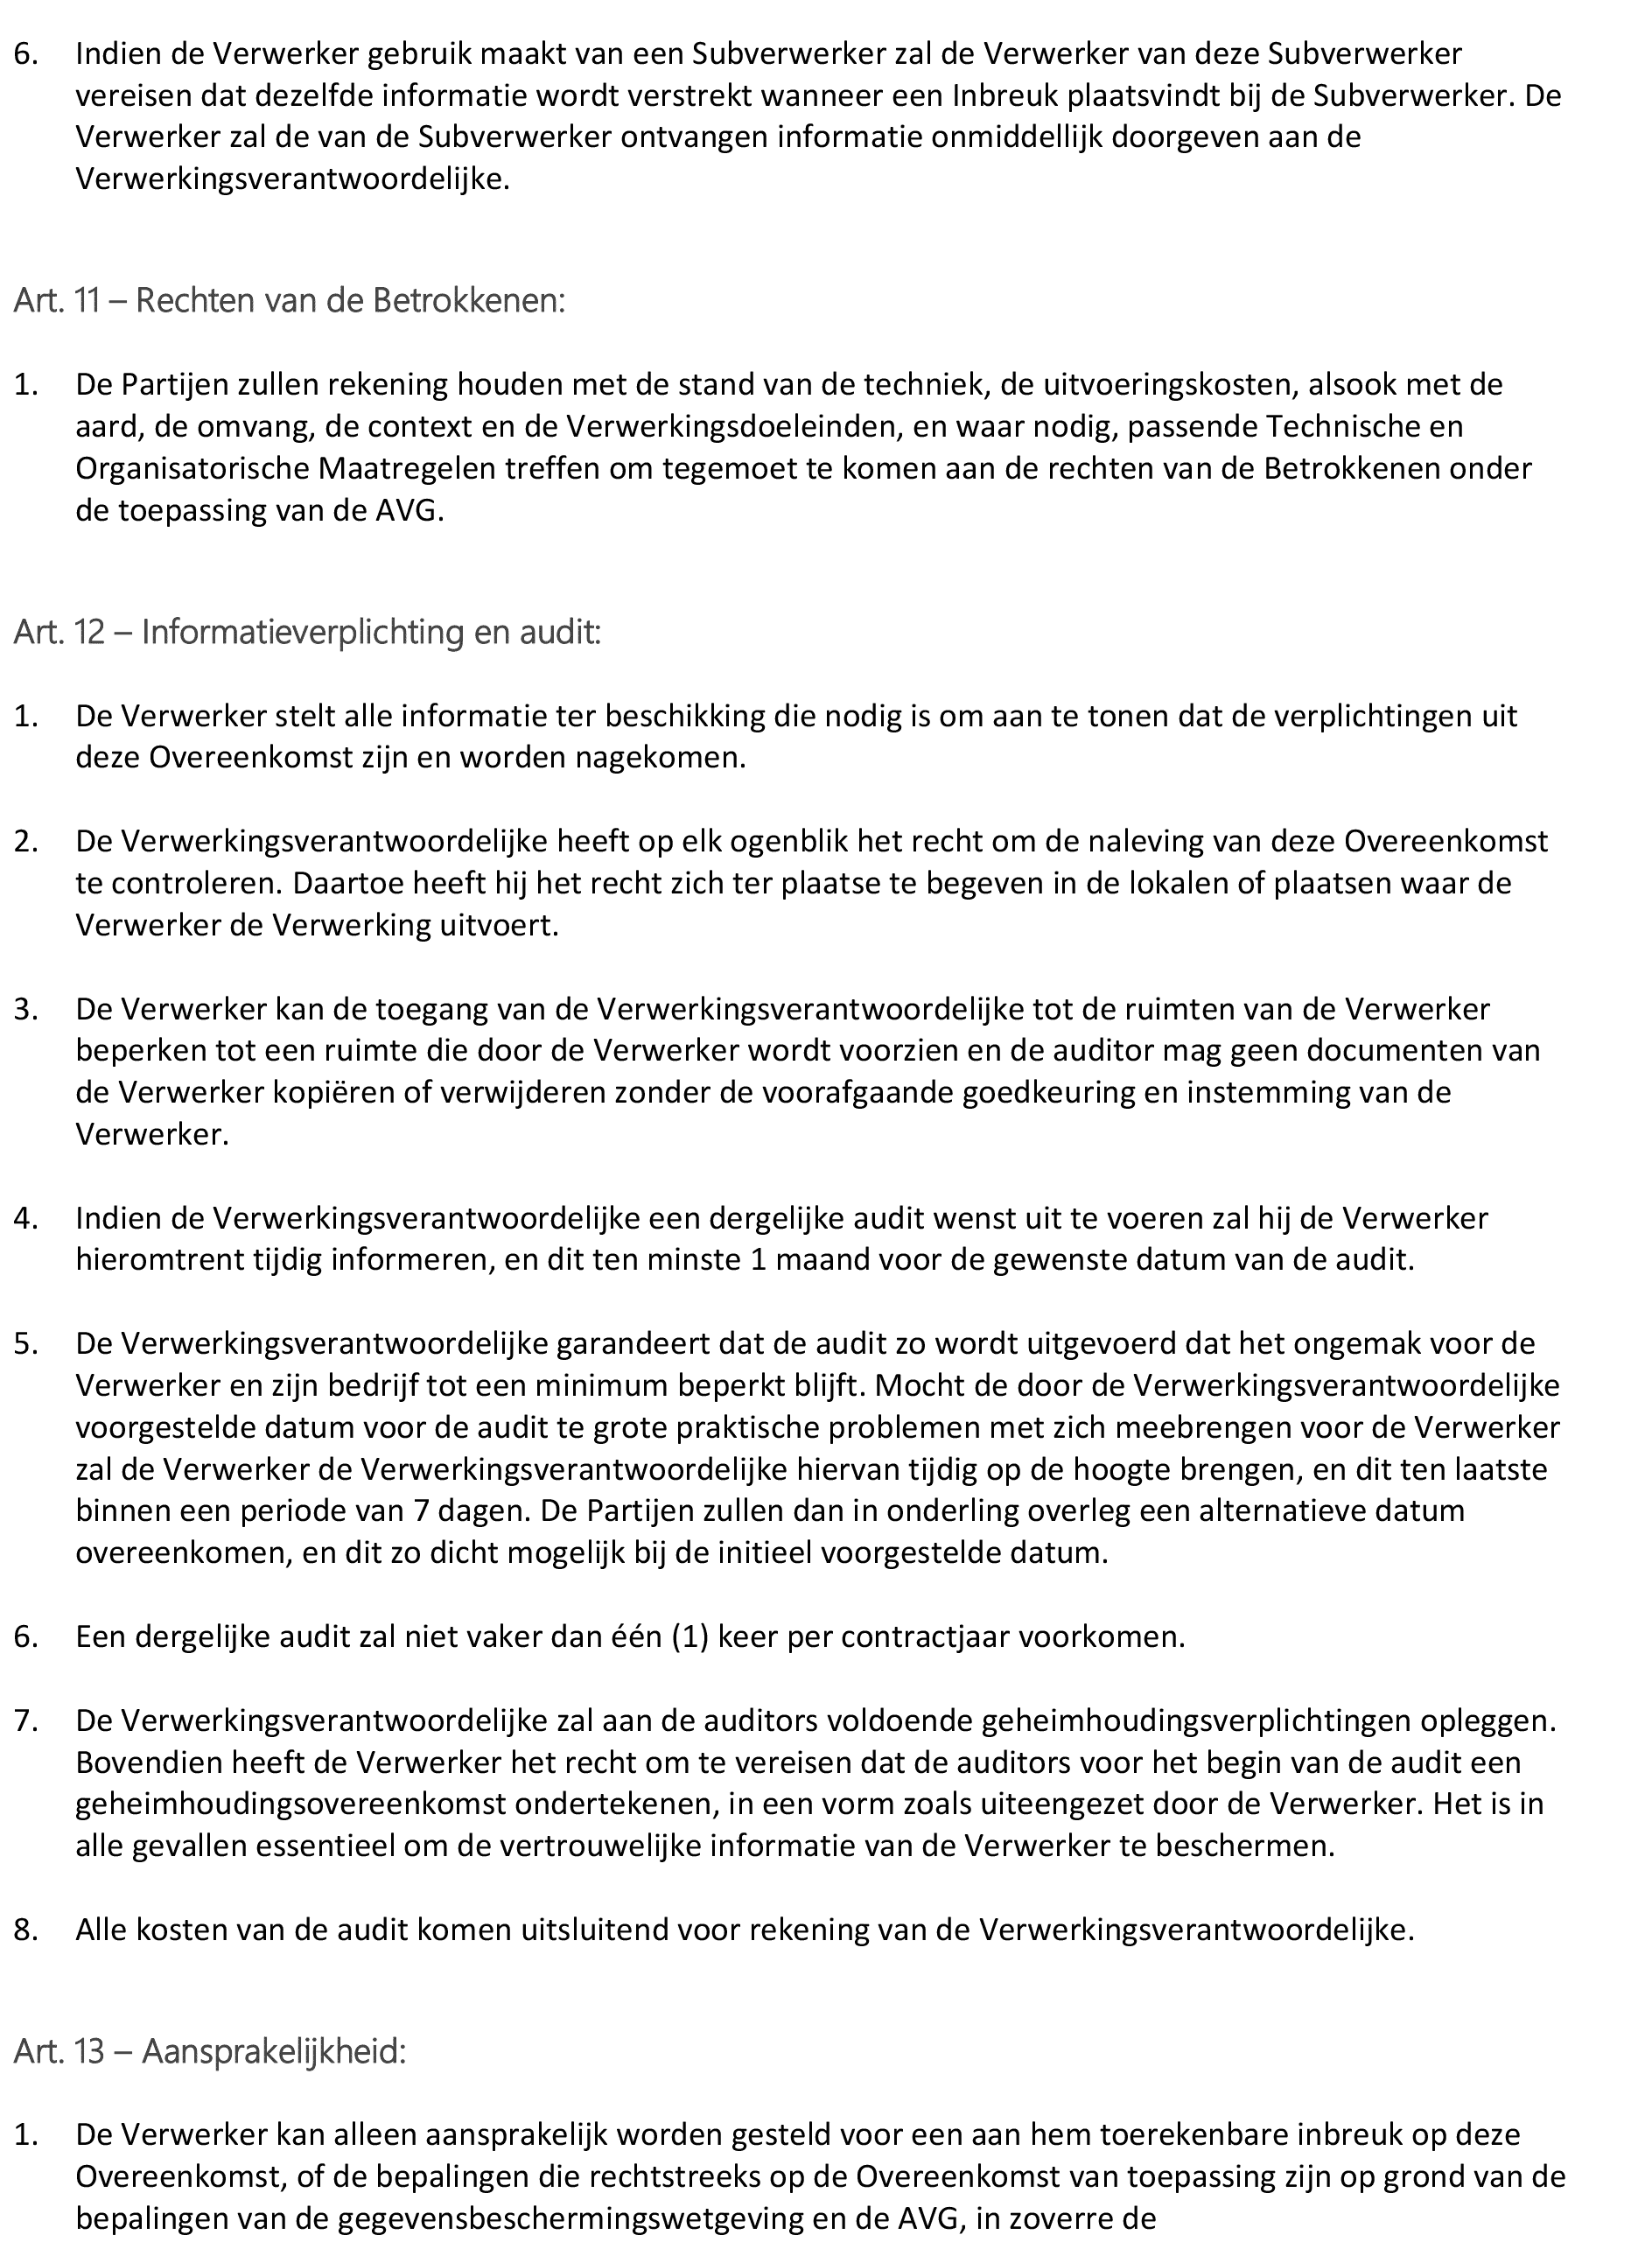 6. Indien de Verwerker gebruik maakt van een Subverwerker zal de Verwerker van deze Subverwerker
vereisen dat dezelfde informatie wordt verstrekt wanneer een Inbreuk plaatsvindt bij de Subverwerker. De
Verwerker zal de van de Subverwerker ontvangen informatie onmiddellijk doorgeven aan de
Verwerkingsverantwoordelijke.
Art. 11 – Rechten van de Betrokkenen:
1. De Partijen zullen rekening houden met de stand van de techniek, de uitvoeringskosten, alsook met de
aard, de omvang, de context en de Verwerkingsdoeleinden, en waar nodig, passende Technische en
Organisatorische Maatregelen treffen om tegemoet te komen aan de rechten van de Betrokkenen onder
de toepassing van de AVG.
Art. 12 – Informatieverplichting en audit:
1. De Verwerker stelt alle informatie ter beschikking die nodig is om aan te tonen dat de verplichtingen uit
deze Overeenkomst zijn en worden nagekomen.
2. De Verwerkingsverantwoordelijke heeft op elk ogenblik het recht om de naleving van deze Overeenkomst
te controleren. Daartoe heeft hij het recht zich ter plaatse te begeven in de lokalen of plaatsen waar de
Verwerker de Verwerking uitvoert.
3. De Verwerker kan de toegang van de Verwerkingsverantwoordelijke tot de ruimten van de Verwerker
beperken tot een ruimte die door de Verwerker wordt voorzien en de auditor mag geen documenten van
de Verwerker kopiëren of verwijderen zonder de voorafgaande goedkeuring en instemming van de
Verwerker.
4. Indien de Verwerkingsverantwoordelijke een dergelijke audit wenst uit te voeren zal hij de Verwerker
hieromtrent tijdig informeren, en dit ten minste 1 maand voor de gewenste datum van de audit.
5. De Verwerkingsverantwoordelijke garandeert dat de audit zo wordt uitgevoerd dat het ongemak voor de
Verwerker en zijn bedrijf tot een minimum beperkt blijft. Mocht de door de Verwerkingsverantwoordelijke
voorgestelde datum voor de audit te grote praktische problemen met zich meebrengen voor de Verwerker
zal de Verwerker de Verwerkingsverantwoordelijke hiervan tijdig op de hoogte brengen, en dit ten laatste
binnen een periode van 7 dagen. De Partijen zullen dan in onderling overleg een alternatieve datum
overeenkomen, en dit zo dicht mogelijk bij de initieel voorgestelde datum.
6. Een dergelijke audit zal niet vaker dan één (1) keer per contractjaar voorkomen.
7. De Verwerkingsverantwoordelijke zal aan de auditors voldoende geheimhoudingsverplichtingen opleggen.
Bovendien heeft de Verwerker het recht om te vereisen dat de auditors voor het begin van de audit een
geheimhoudingsovereenkomst ondertekenen, in een vorm zoals uiteengezet door de Verwerker. Het is in
alle gevallen essentieel om de vertrouwelijke informatie van de Verwerker te beschermen.
8. Alle kosten van de audit komen uitsluitend voor rekening van de Verwerkingsverantwoordelijke.
Art. 13 – Aansprakelijkheid:
1. De Verwerker kan alleen aansprakelijk worden gesteld voor een aan hem toerekenbare inbreuk op deze
Overeenkomst, of de bepalingen die rechtstreeks op de Overeenkomst van toepassing zijn op grond van de
bepalingen van de gegevensbeschermingswetgeving en de AVG, in zoverre de